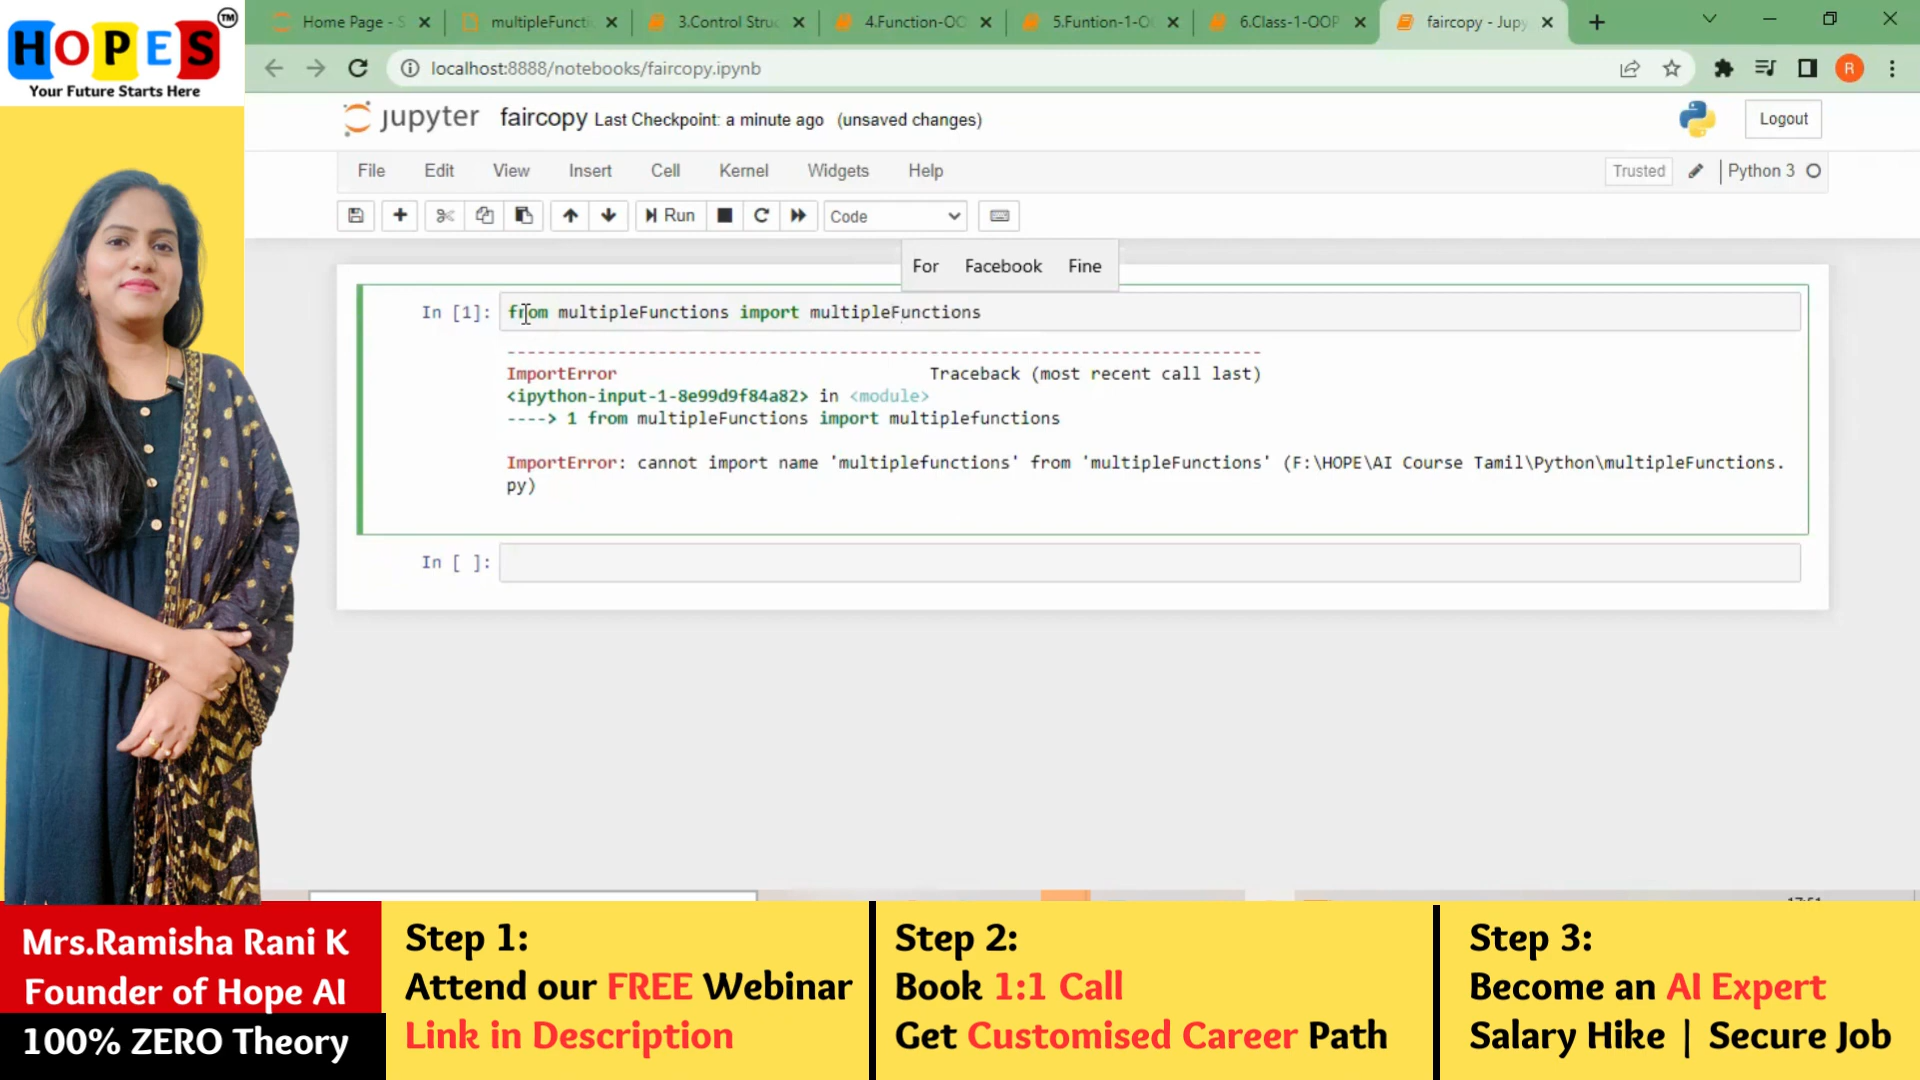 HOPES™
Your Future Starts Here
Home Page - S
multipleFuncti
3.Control Stru
4.Function-OO
5.Funtion-1-O
6.Class-1-OOP
faircopy - Jupy
localhost:8888/notebooks/faircopy.ipynb
R
jupyter faircopy Last Checkpoint: a minute ago (unsaved changes)
Logout
File Edit View Insert Cell Kernel Widgets Help
Trusted Python 3
Run Code
For Facebook Fine
In [1]: from multipleFunctions import multipleFunctions
---------------------------------------------------------------------------
ImportError Traceback (most recent call last)
<ipython-input-1-8e99d9f84a82> in <module>
----> 1 from multipleFunctions import multiplefunctions
ImportError: cannot import name 'multiplefunctions' from 'multipleFunctions' (F:\HOPE\AI Course Tamil\Python\multipleFunctions.
py)
In [ ]:
Mrs.Ramisha Rani K
Founder of Hope AI
100% ZERO Theory
Step 1:
Attend our FREE Webinar
Link in Description
Step 2:
Book 1:1 Call
Get Customised Career Path
Step 3:
Become an AI Expert
Salary Hike | Secure Job